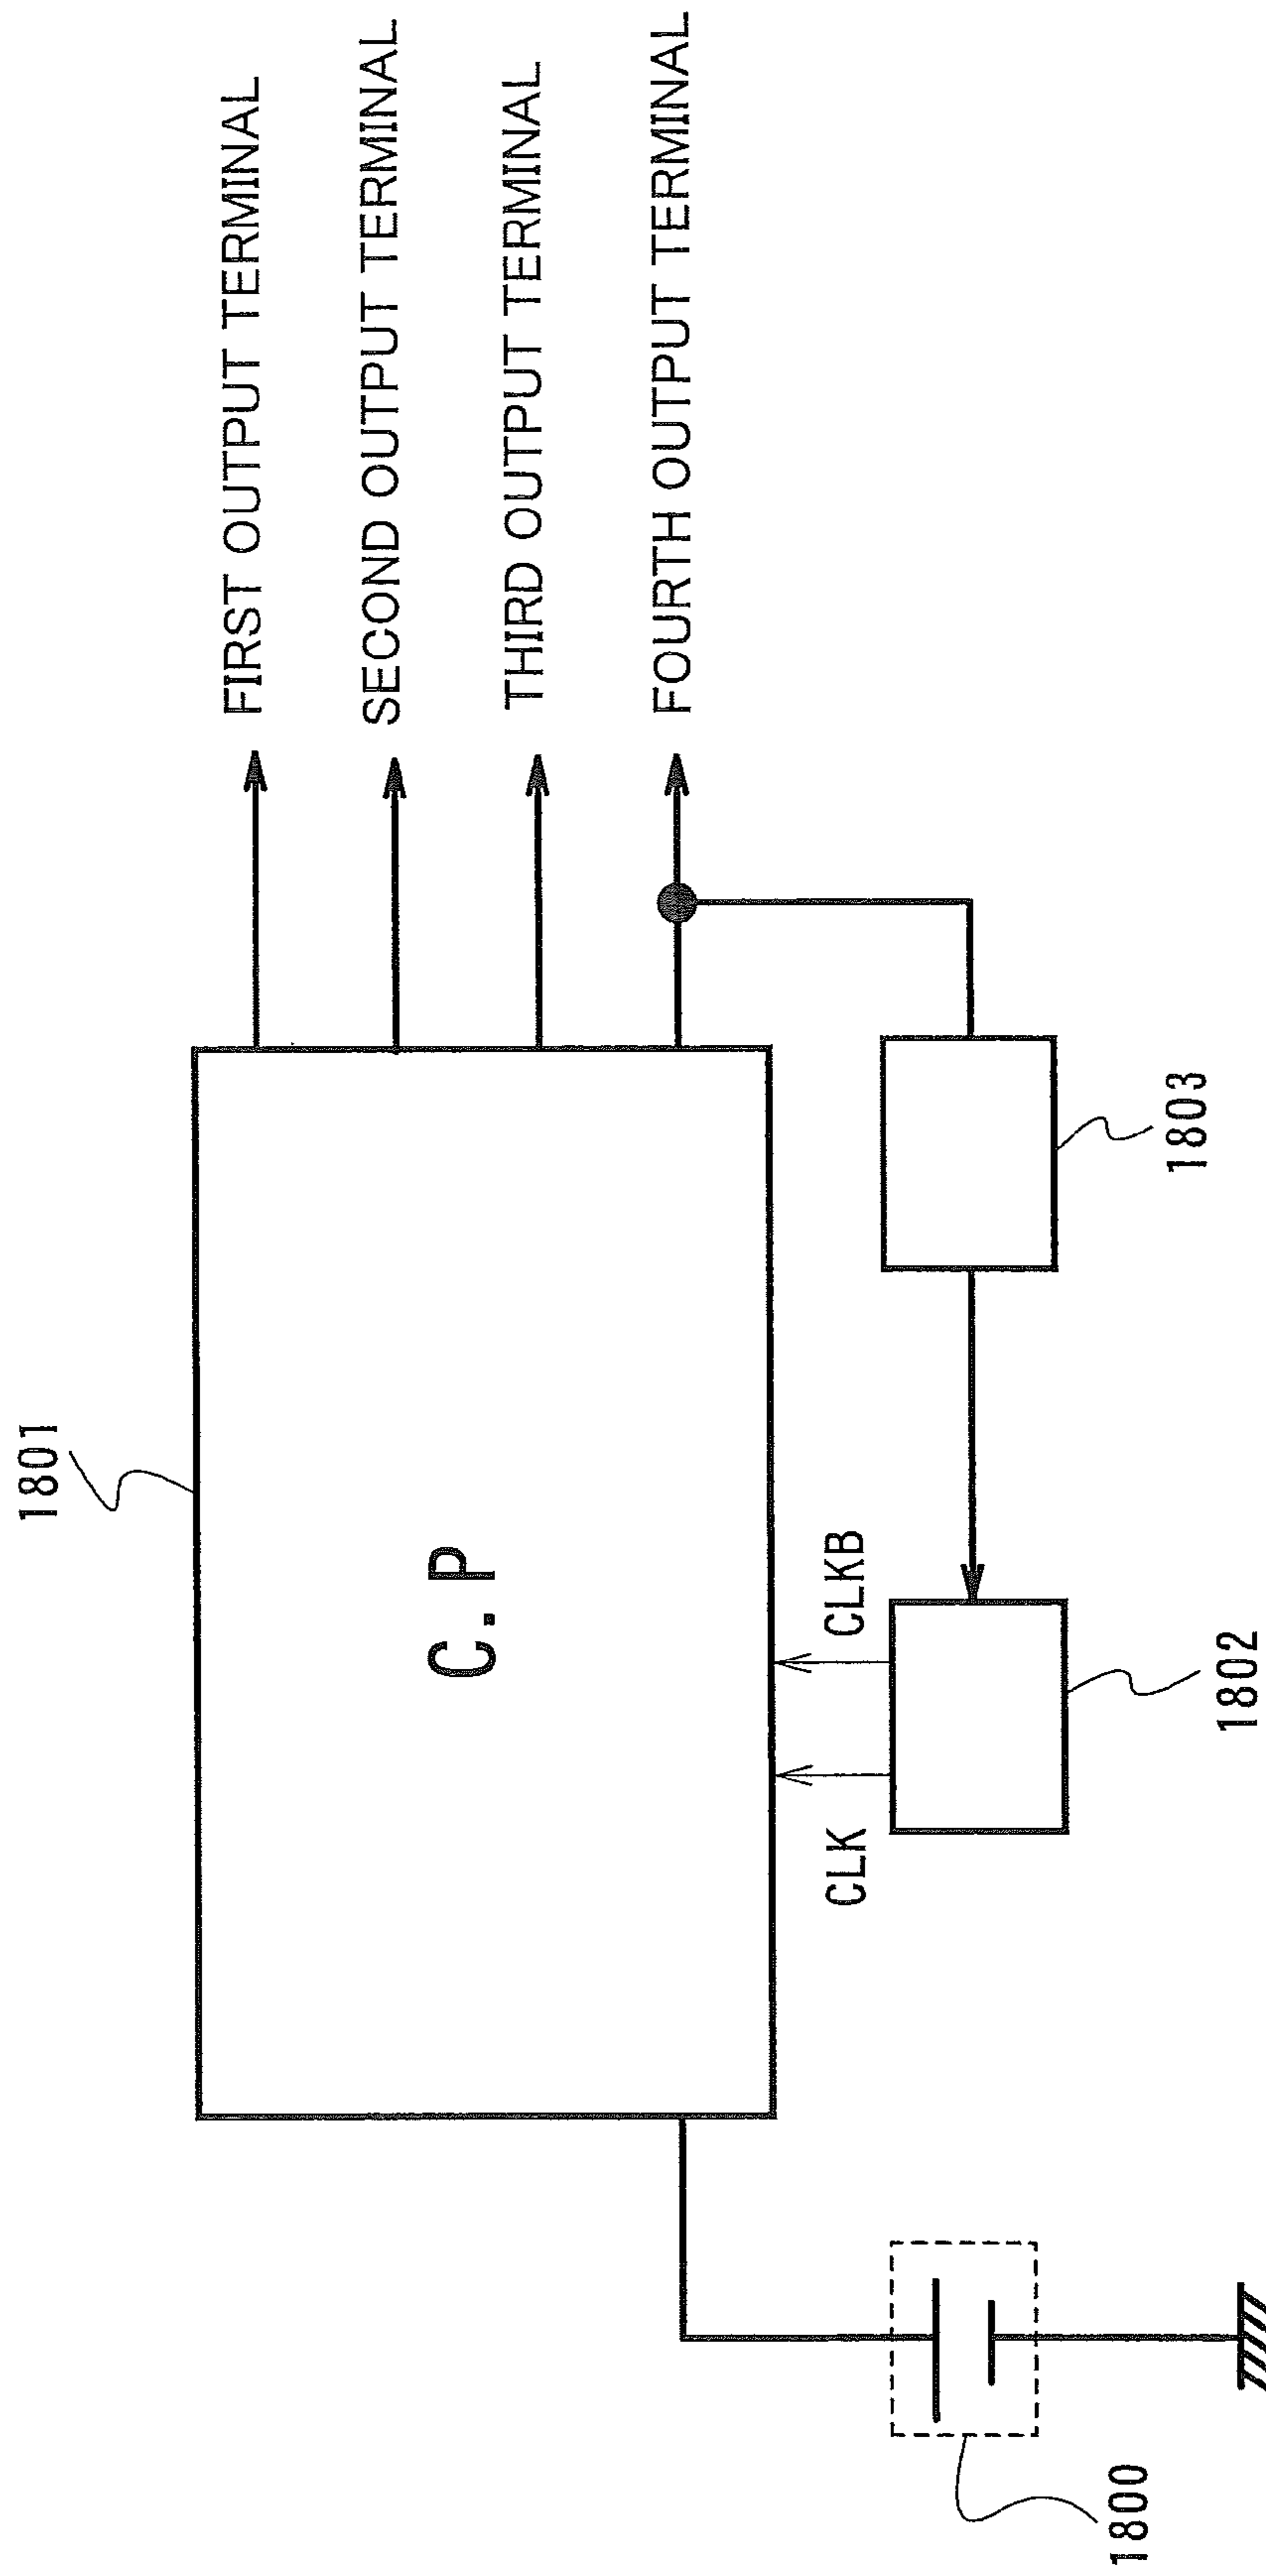 1801
C.P
FIRST OUTPUT TERMINAL
SECOND OUTPUT TERMINAL
THIRD OUTPUT TERMINAL
FOURTH OUTPUT TERMINAL
CLK
CLKB
1800
1802
1803